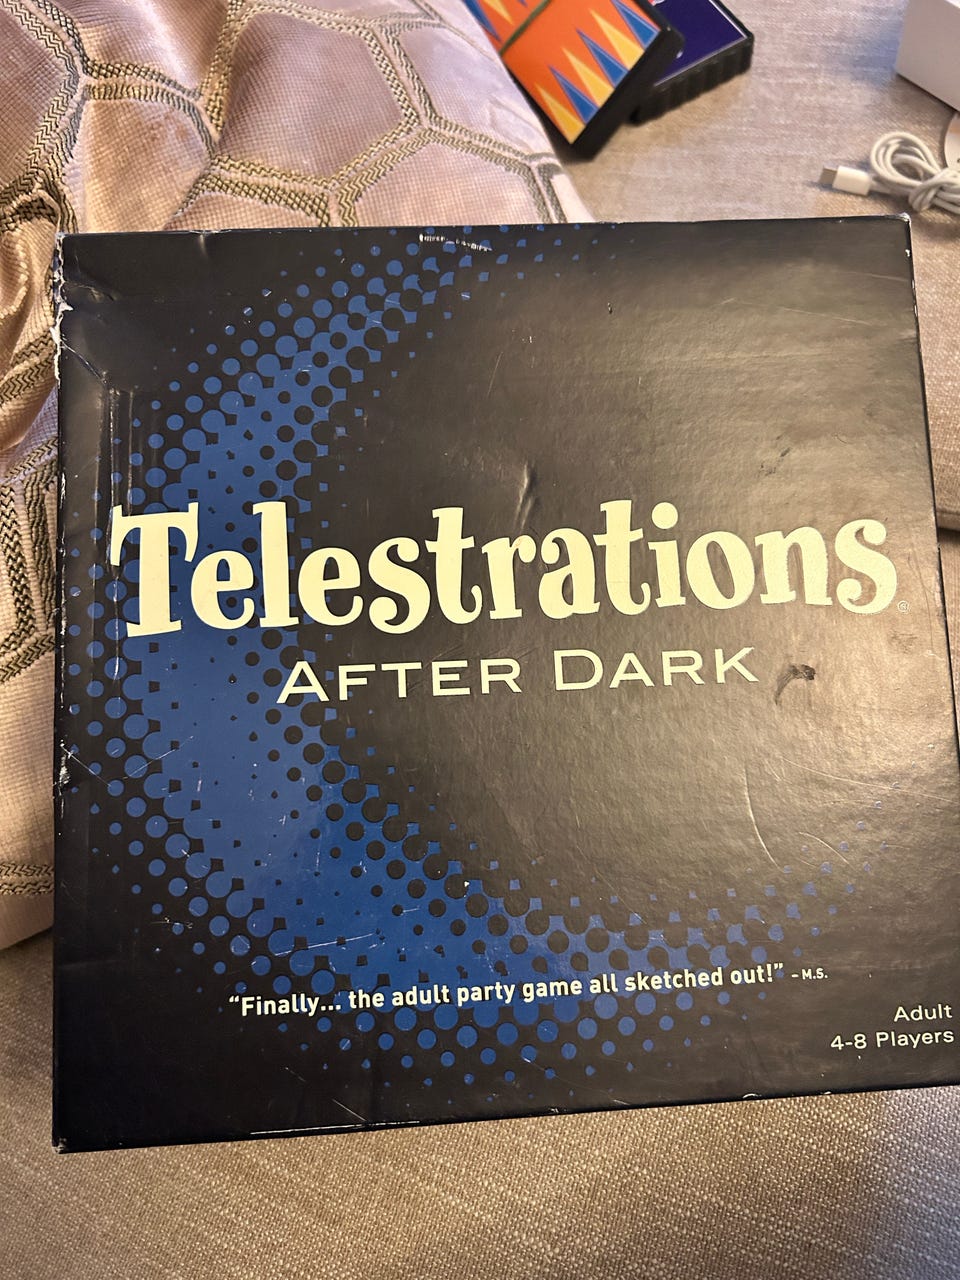 Telestrations®
AFTER DARK
“Finally... the adult party game all sketched out!” – M.S.
Adult
4-8 Players